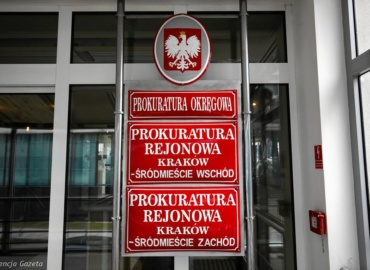 PROKURATURA OKRĘGOWA
PROKURATURA
REJONOWA
KRAKÓW
-ŚRÓDMIEŚCIE WSCHÓD
PROKURATURA
REJONOWA
KRAKÓW
-ŚRÓDMIEŚCIE ZACHÓD
encja Gazeta